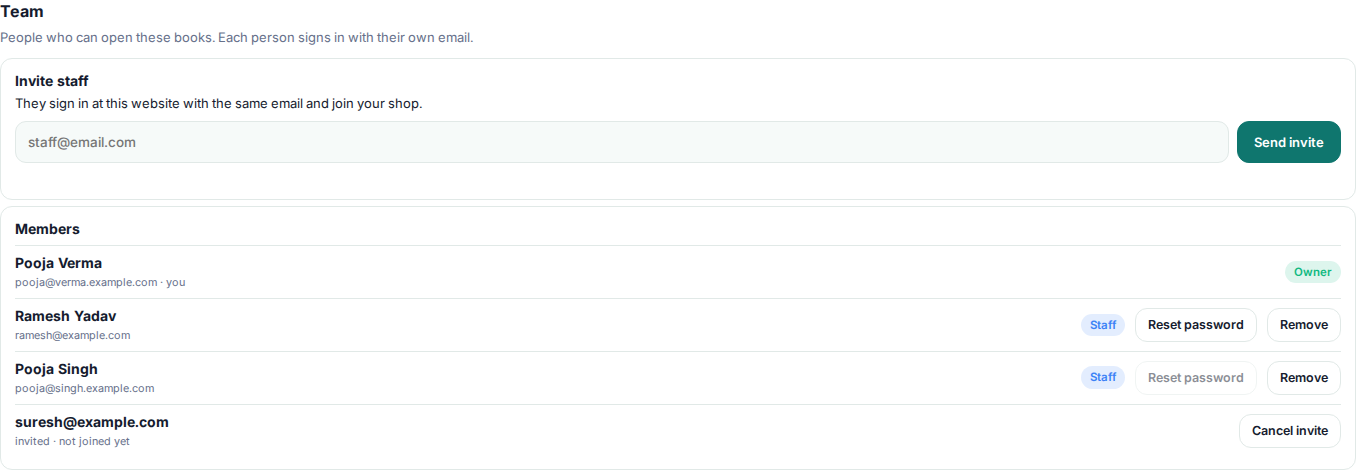 Team
People who can open these books. Each person signs in with their own email.
Invite staff
They sign in at this website with the same email and join your shop.
staff@email.com
Send invite
Members
Pooja Verma
pooja@verma.example.com · you
Owner
Ramesh Yadav
ramesh@example.com
Staff
Reset password
Remove
Pooja Singh
pooja@singh.example.com
Staff
Reset password
Remove
suresh@example.com
invited · not joined yet
Cancel invite